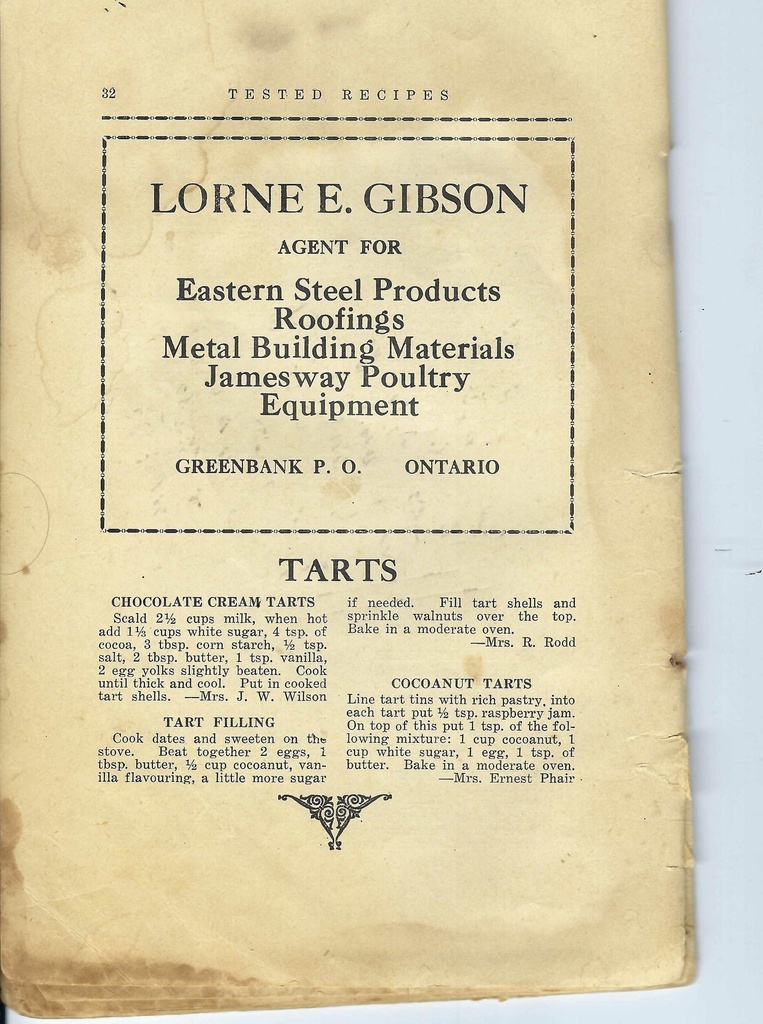 32 TESTED RECIPES
LORNE E. GIBSON
AGENT FOR
Eastern Steel Products
Roofings
Metal Building Materials
Jamesway Poultry
Equipment
GREENBANK P. O. ONTARIO
TARTS
CHOCOLATE CREAM TARTS
Scald 2½ cups milk, when hot
add 1⅓ cups white sugar, 4 tsp. of
cocoa, 3 tbsp. corn starch, ½ tsp.
salt, 2 tbsp. butter, 1 tsp. vanilla,
2 egg yolks slightly beaten. Cook
until thick and cool. Put in cooked
tart shells. —Mrs. J. W. Wilson
TART FILLING
Cook dates and sweeten on the
stove. Beat together 2 eggs, 1
tbsp. butter, ½ cup cocoanut, van-
illa flavouring, a little more sugar
if needed. Fill tart shells and
sprinkle walnuts over the top.
Bake in a moderate oven.
—Mrs. R. Rodd
COCOANUT TARTS
Line tart tins with rich pastry, into
each tart put ½ tsp. raspberry jam.
On top of this put 1 tsp. of the fol-
lowing mixture: 1 cup cocoanut, 1
cup white sugar, 1 egg, 1 tsp. of
butter. Bake in a moderate oven.
—Mrs. Ernest Phair